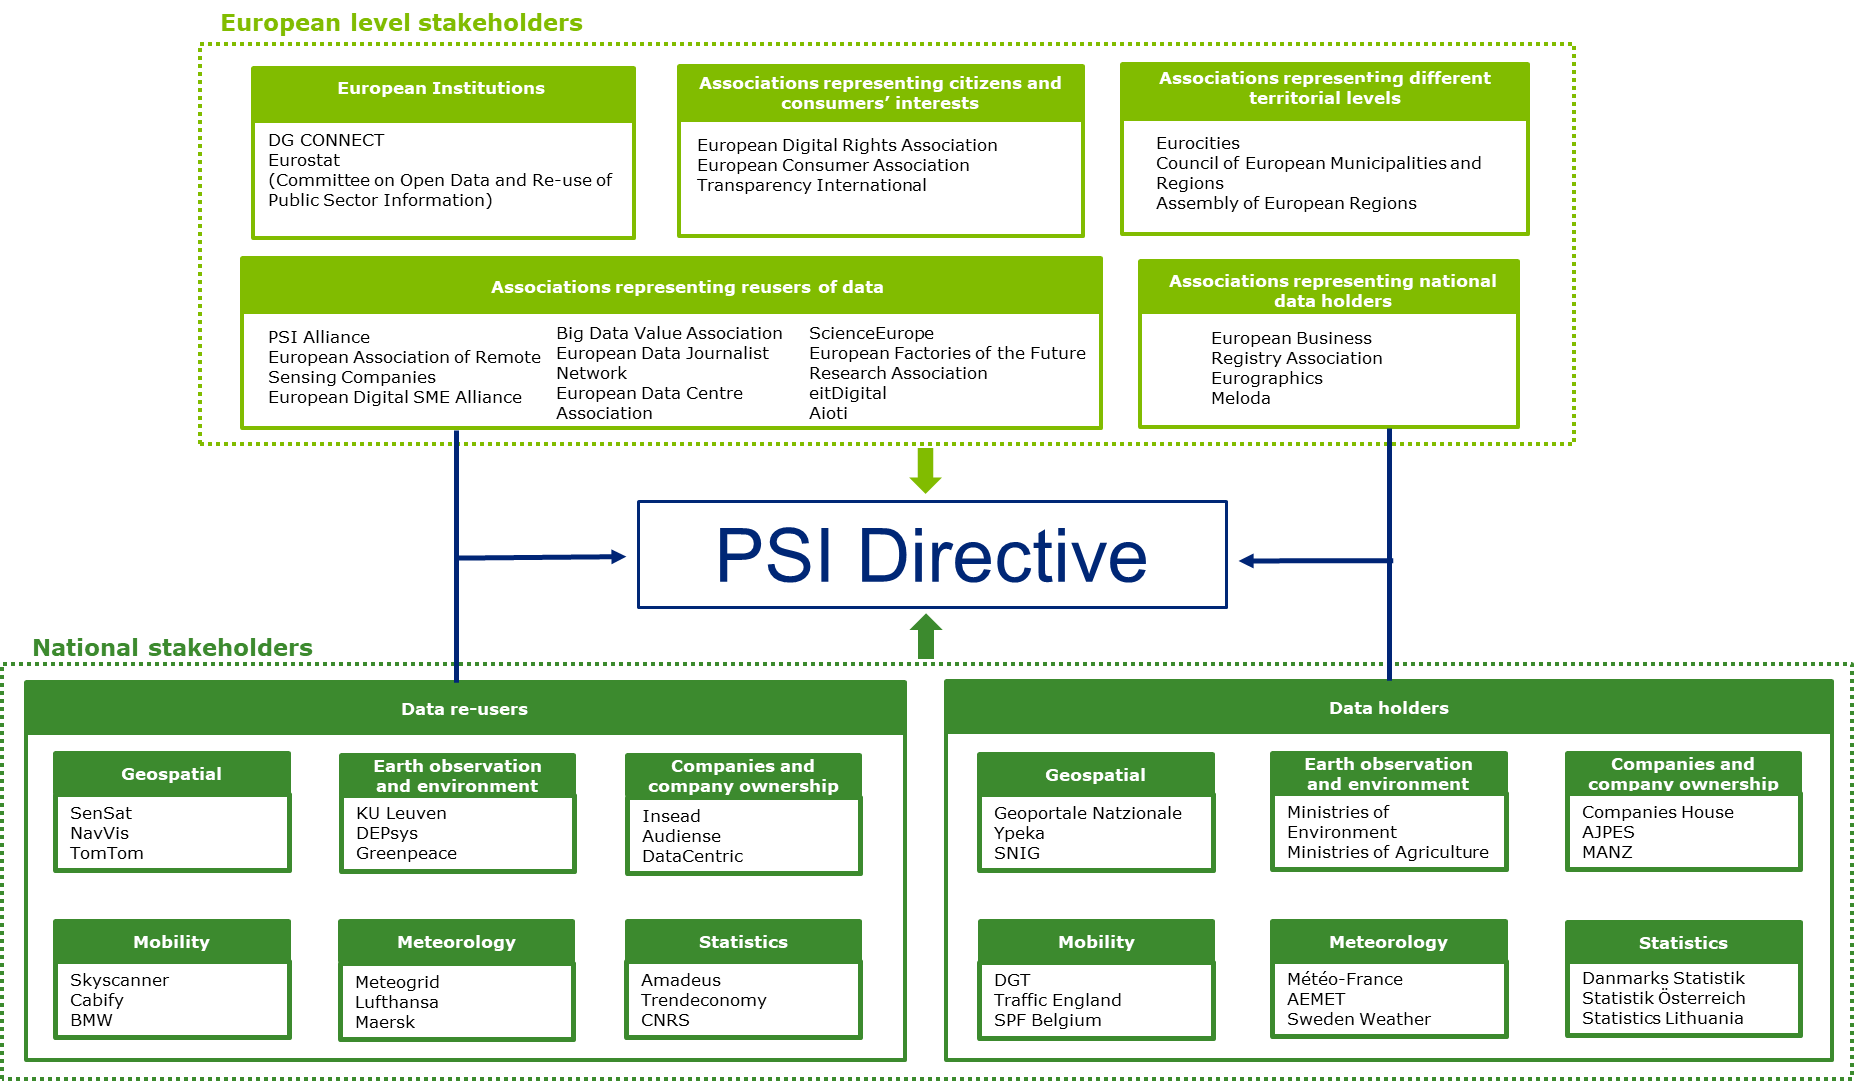 European level stakeholders
European Institutions
DG CONNECT
Eurostat
(Committee on Open Data and Re-use of
Public Sector Information)
Associations representing citizens and
consumers’ interests
European Digital Rights Association
European Consumer Association
Transparency International
Associations representing different
territorial levels
Eurocities
Council of European Municipalities and
Regions
Assembly of European Regions
Associations representing reusers of data
PSI Alliance
European Association of Remote
Sensing Companies
European Digital SME Alliance
Big Data Value Association
European Data Journalist
Network
European Data Centre
Association
ScienceEurope
European Factories of the Future
Research Association
eitDigital
Aioti
Associations representing national
data holders
European Business
Registry Association
Eurographics
Meloda
PSI Directive
National stakeholders
Data re-users
Geospatial
SenSat
NavVis
TomTom
Earth observation
and environment
KU Leuven
DEPsys
Greenpeace
Companies and
company ownership
Insead
Audiense
DataCentric
Mobility
Skyscanner
Cabify
BMW
Meteorology
Meteogrid
Lufthansa
Maersk
Statistics
Amadeus
Trendeconomy
CNRS
Data holders
Geospatial
Geoportale Natzionale
Ypeka
SNIG
Earth observation
and environment
Ministries of
Environment
Ministries of Agriculture
Companies and
company ownership
Companies House
AJPES
MANZ
Mobility
DGT
Traffic England
SPF Belgium
Meteorology
Météo-France
AEMET
Sweden Weather
Statistics
Danmarks Statistik
Statistik Österreich
Statistics Lithuania